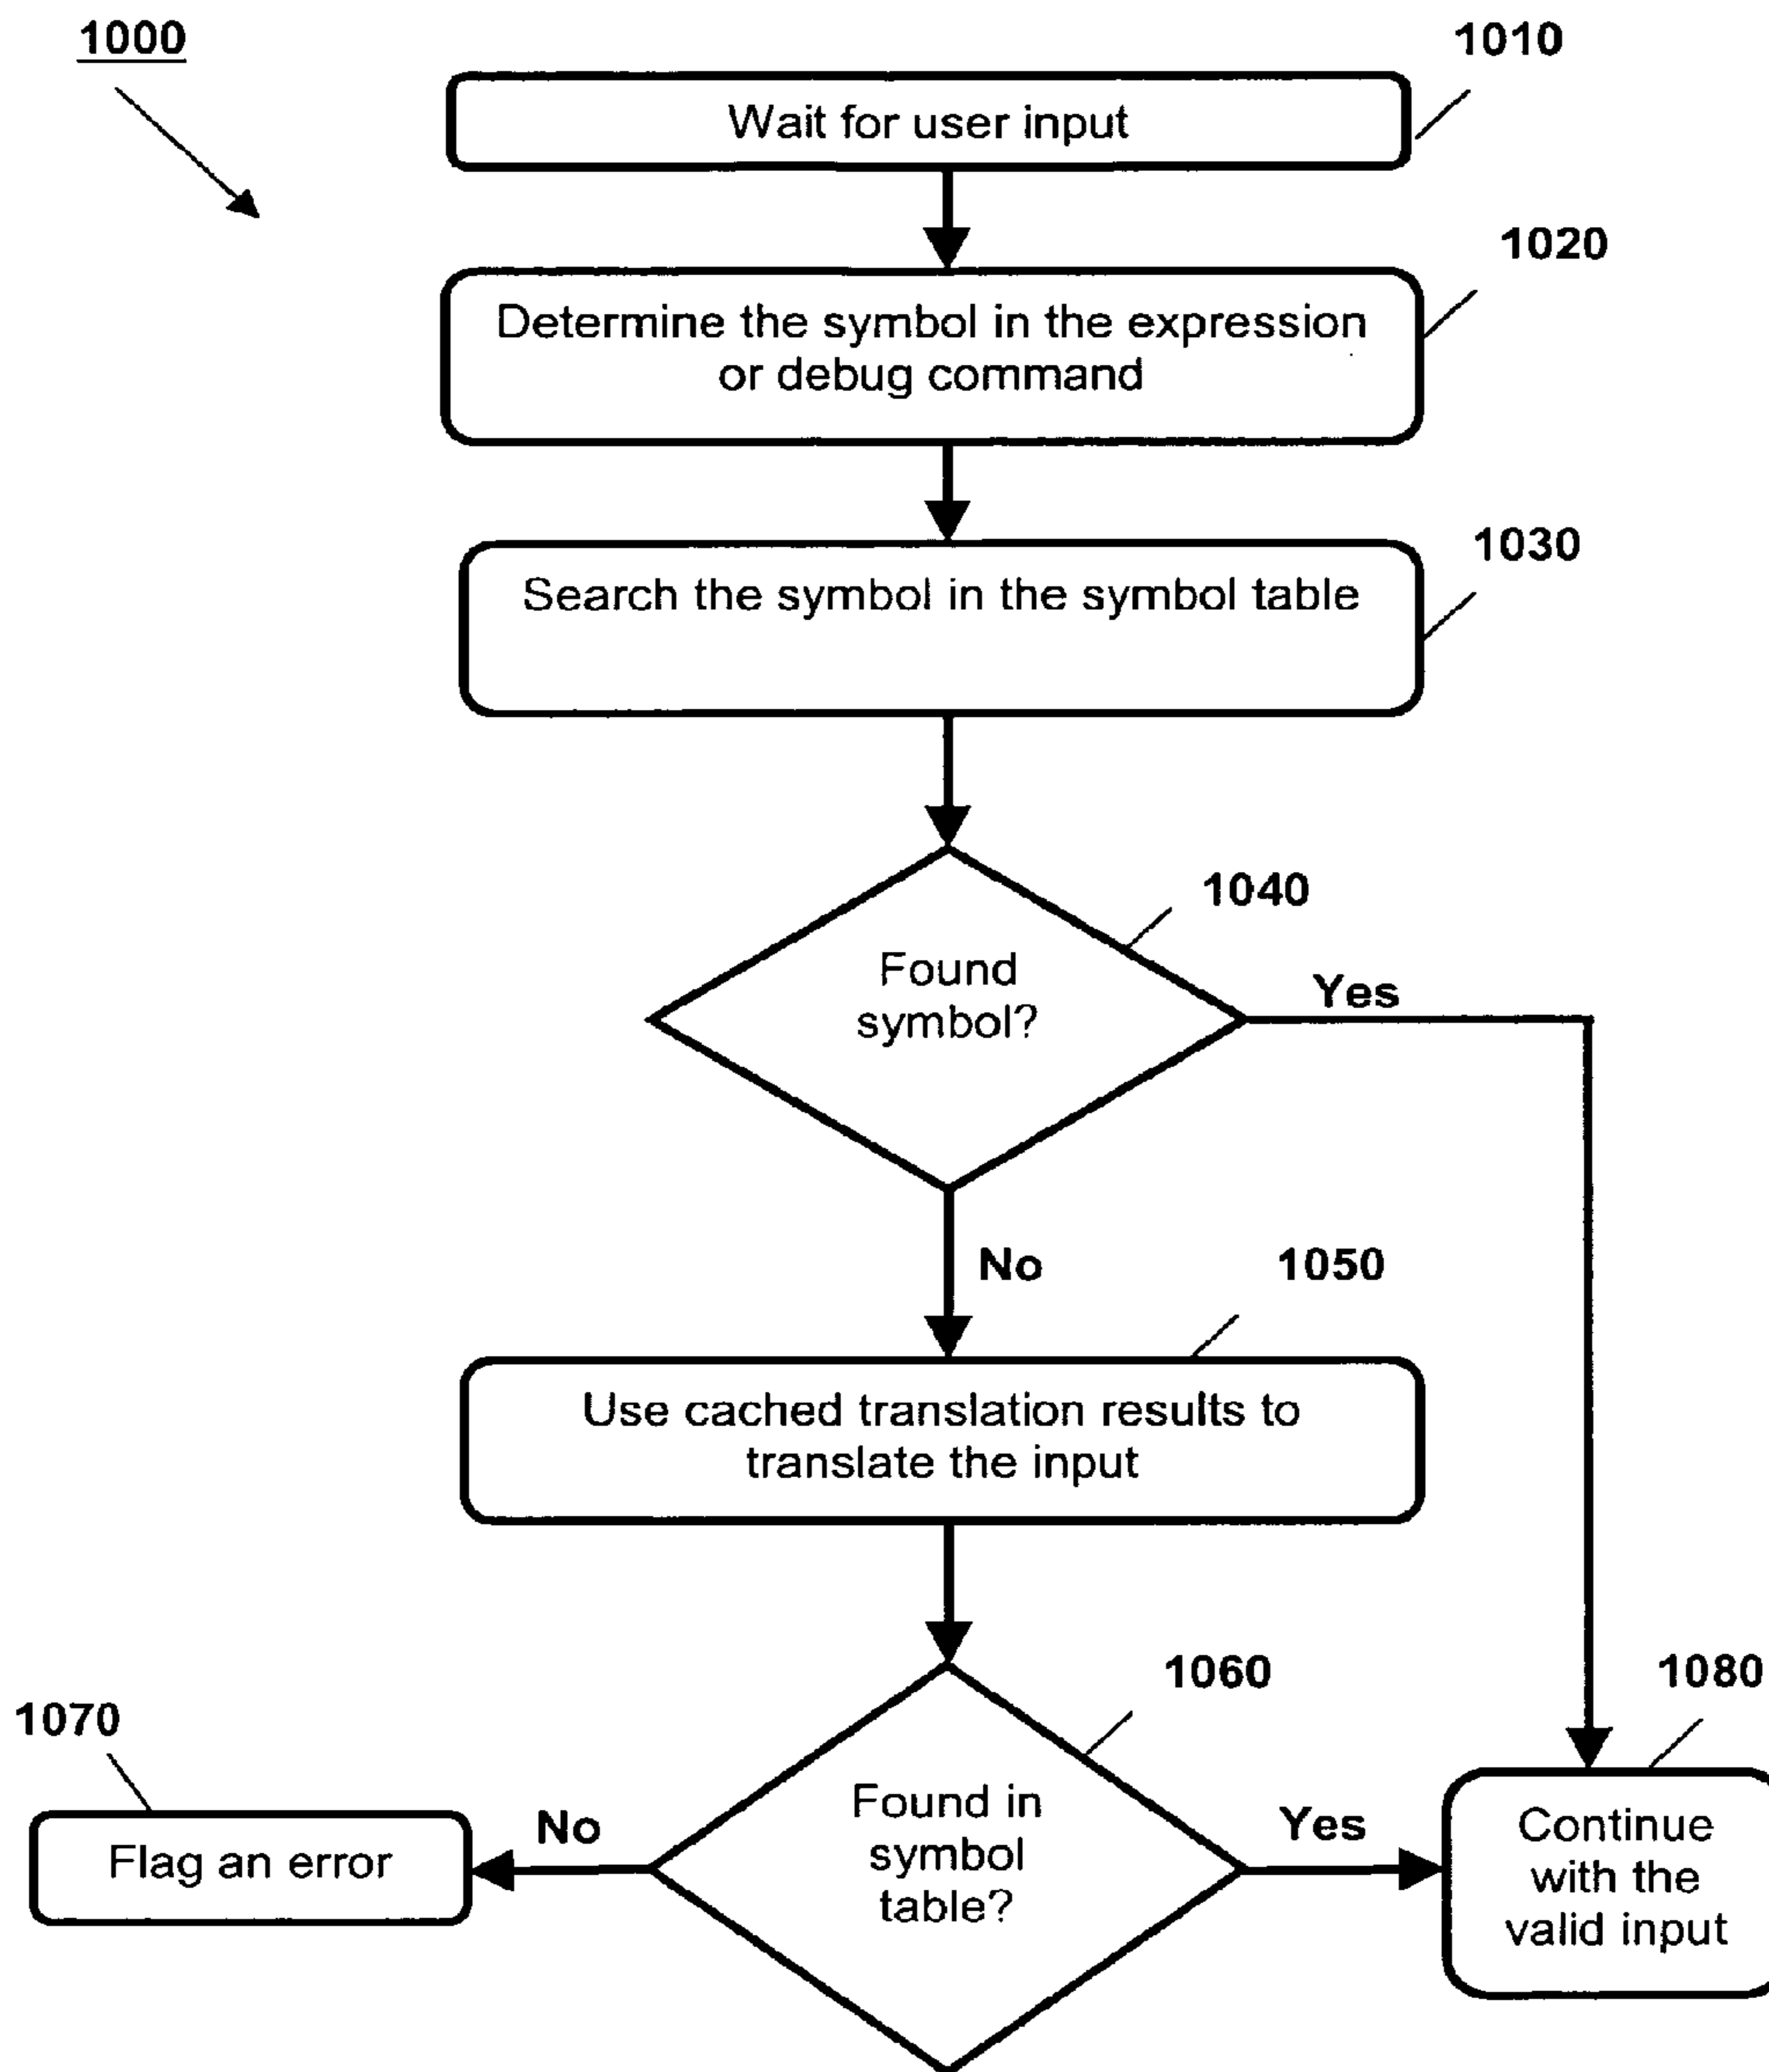 1000
1010
Wait for user input
1020
Determine the symbol in the expression
or debug command
1030
Search the symbol in the symbol table
1040
Found
symbol?
Yes
No
1050
Use cached translation results to
translate the input
1060
1080
1070
Found in
symbol
table?
No
Yes
Flag an error
Continue
with the
valid input